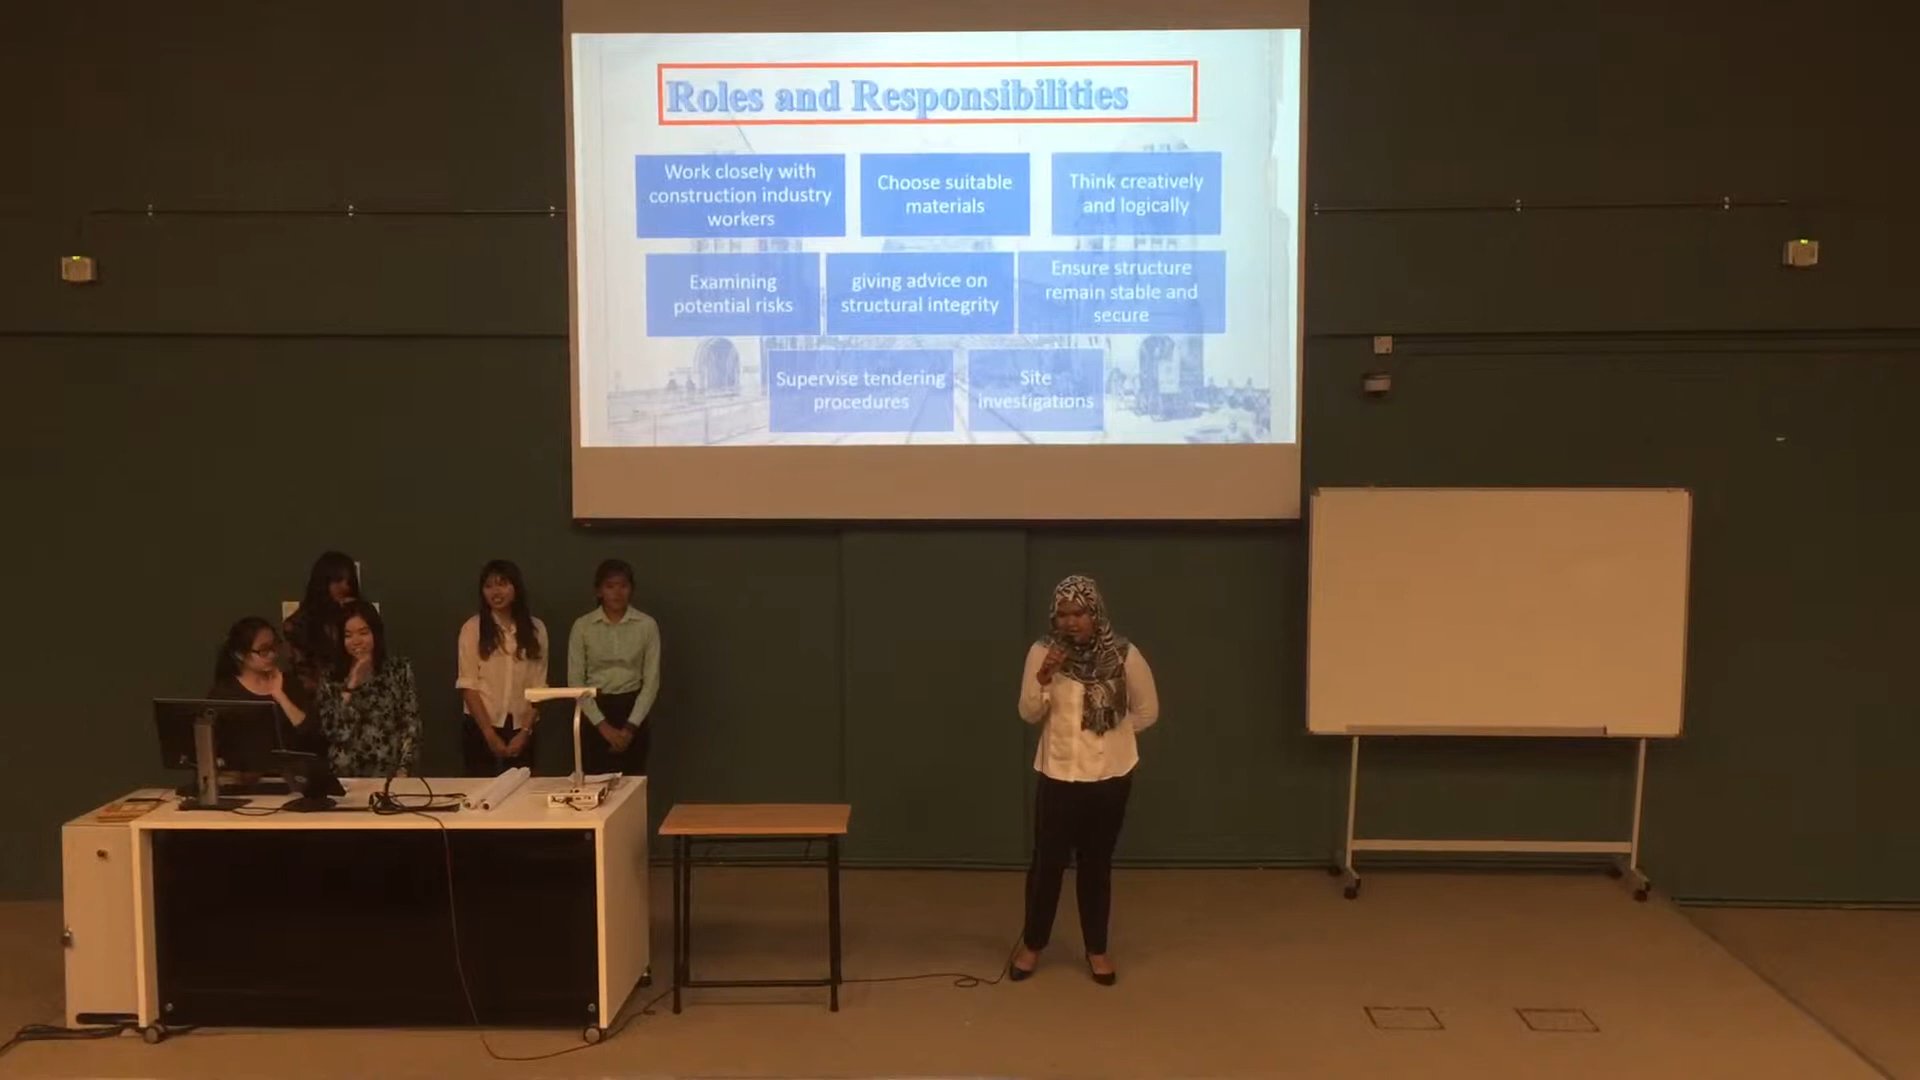 Roles and Responsibilities
Work closely with
construction industry
workers
Choose suitable
materials
Think creatively
and logically
Examining
potential risks
giving advice on
structural integrity
Ensure structure
remain stable and
secure
Supervise tendering
procedures
Site
investigations